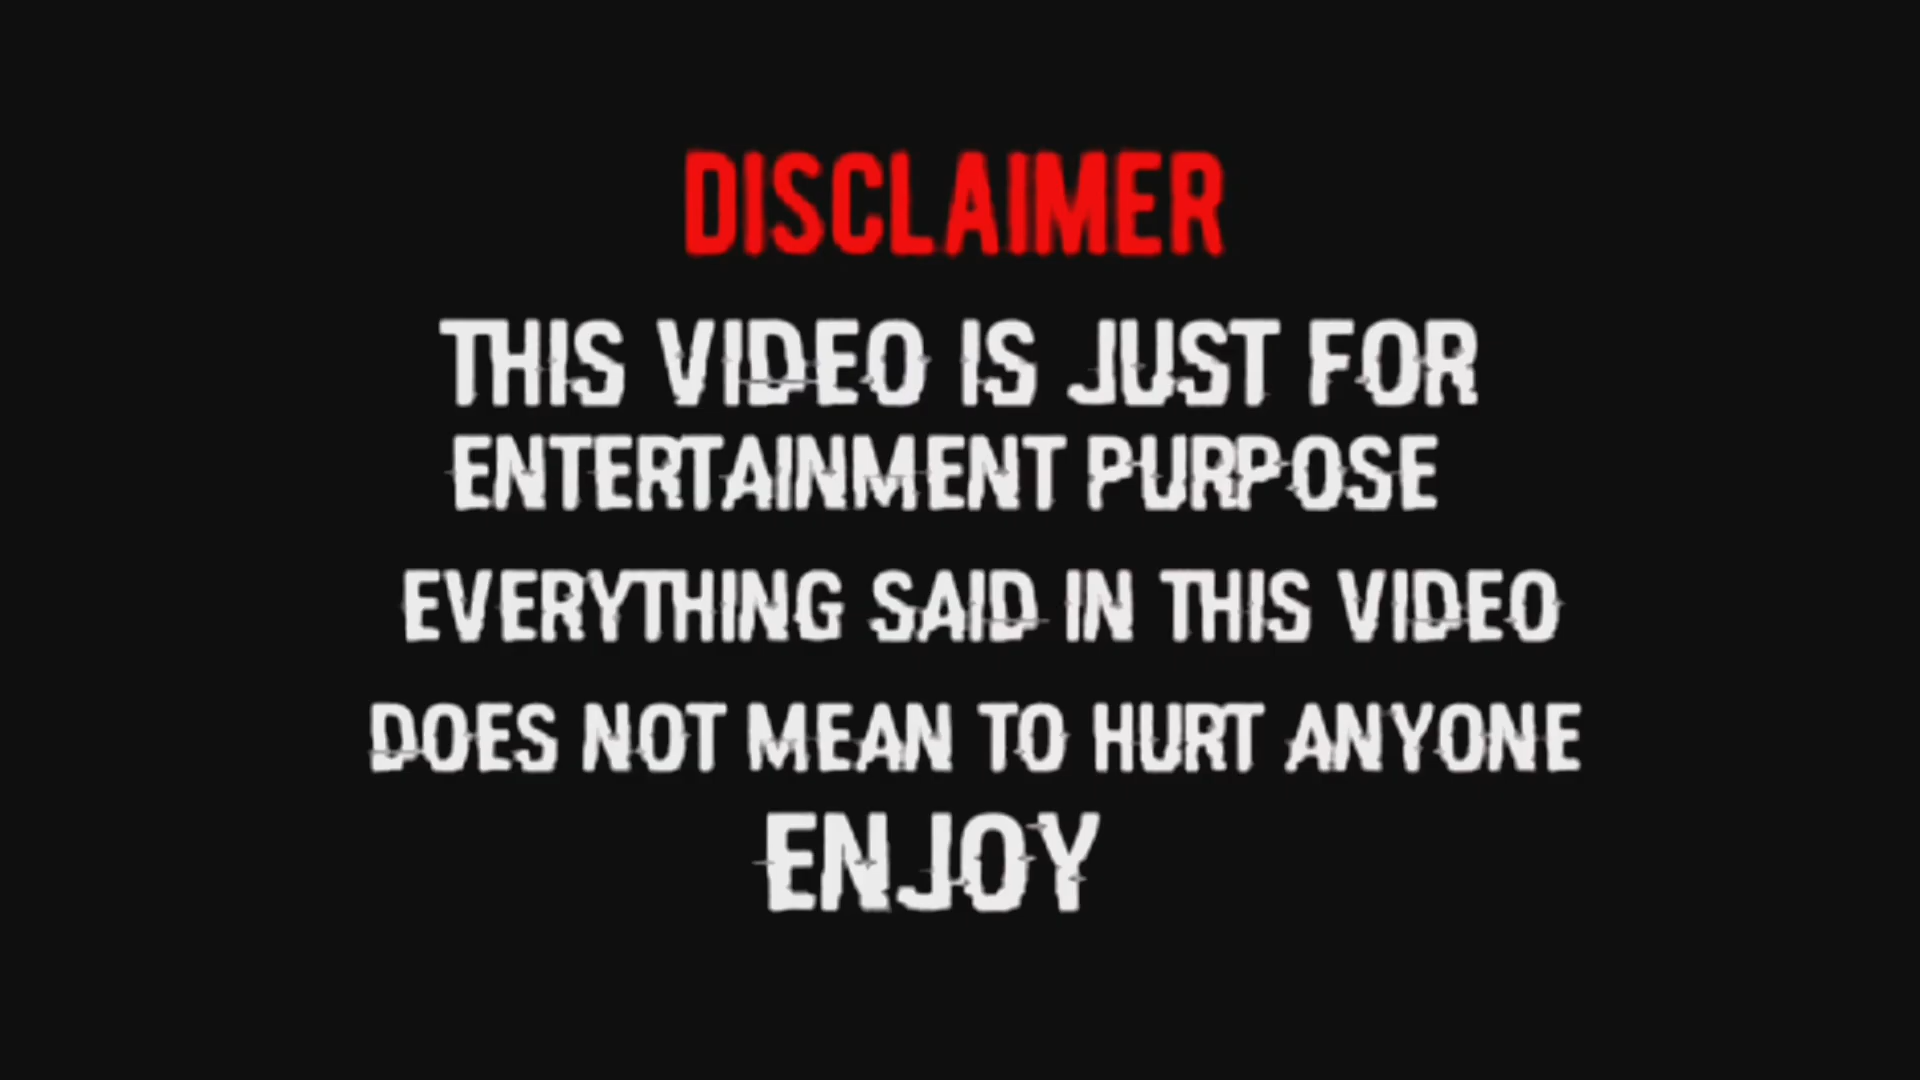 DISCLAIMER
THIS VIDEO IS JUST FOR
ENTERTAINMENT PURPOSE
EVERYTHING SAID IN THIS VIDEO
DOES NOT MEAN TO HURT ANYONE
ENJOY